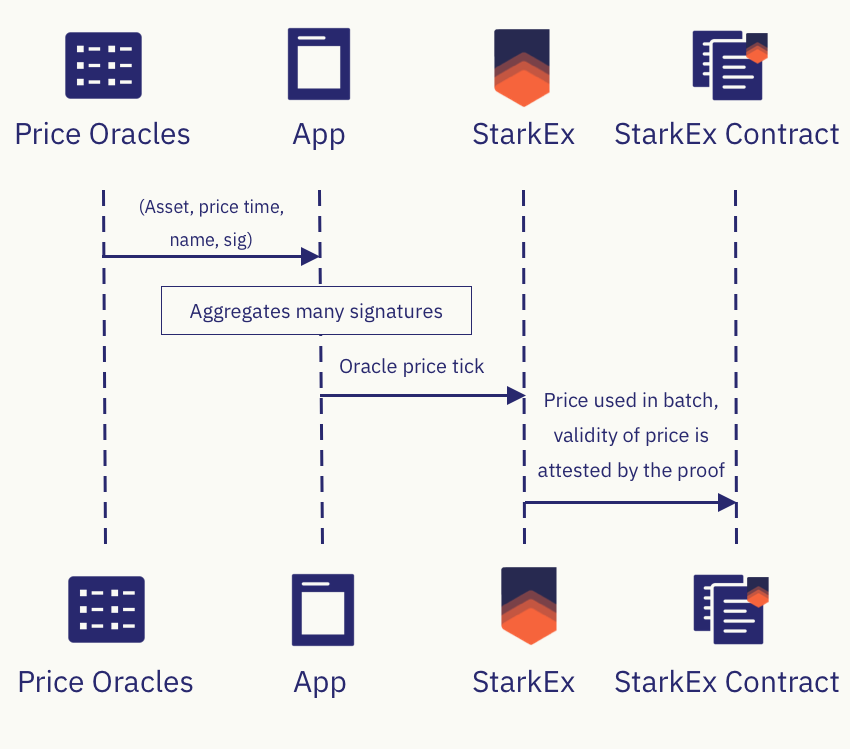 Price Oracles
App
StarkEx
StarkEx Contract
(Asset, price time,
name, sig)
Aggregates many signatures
Oracle price tick
Price used in batch,
validity of price is
attested by the proof
Price Oracles
App
StarkEx
StarkEx Contract